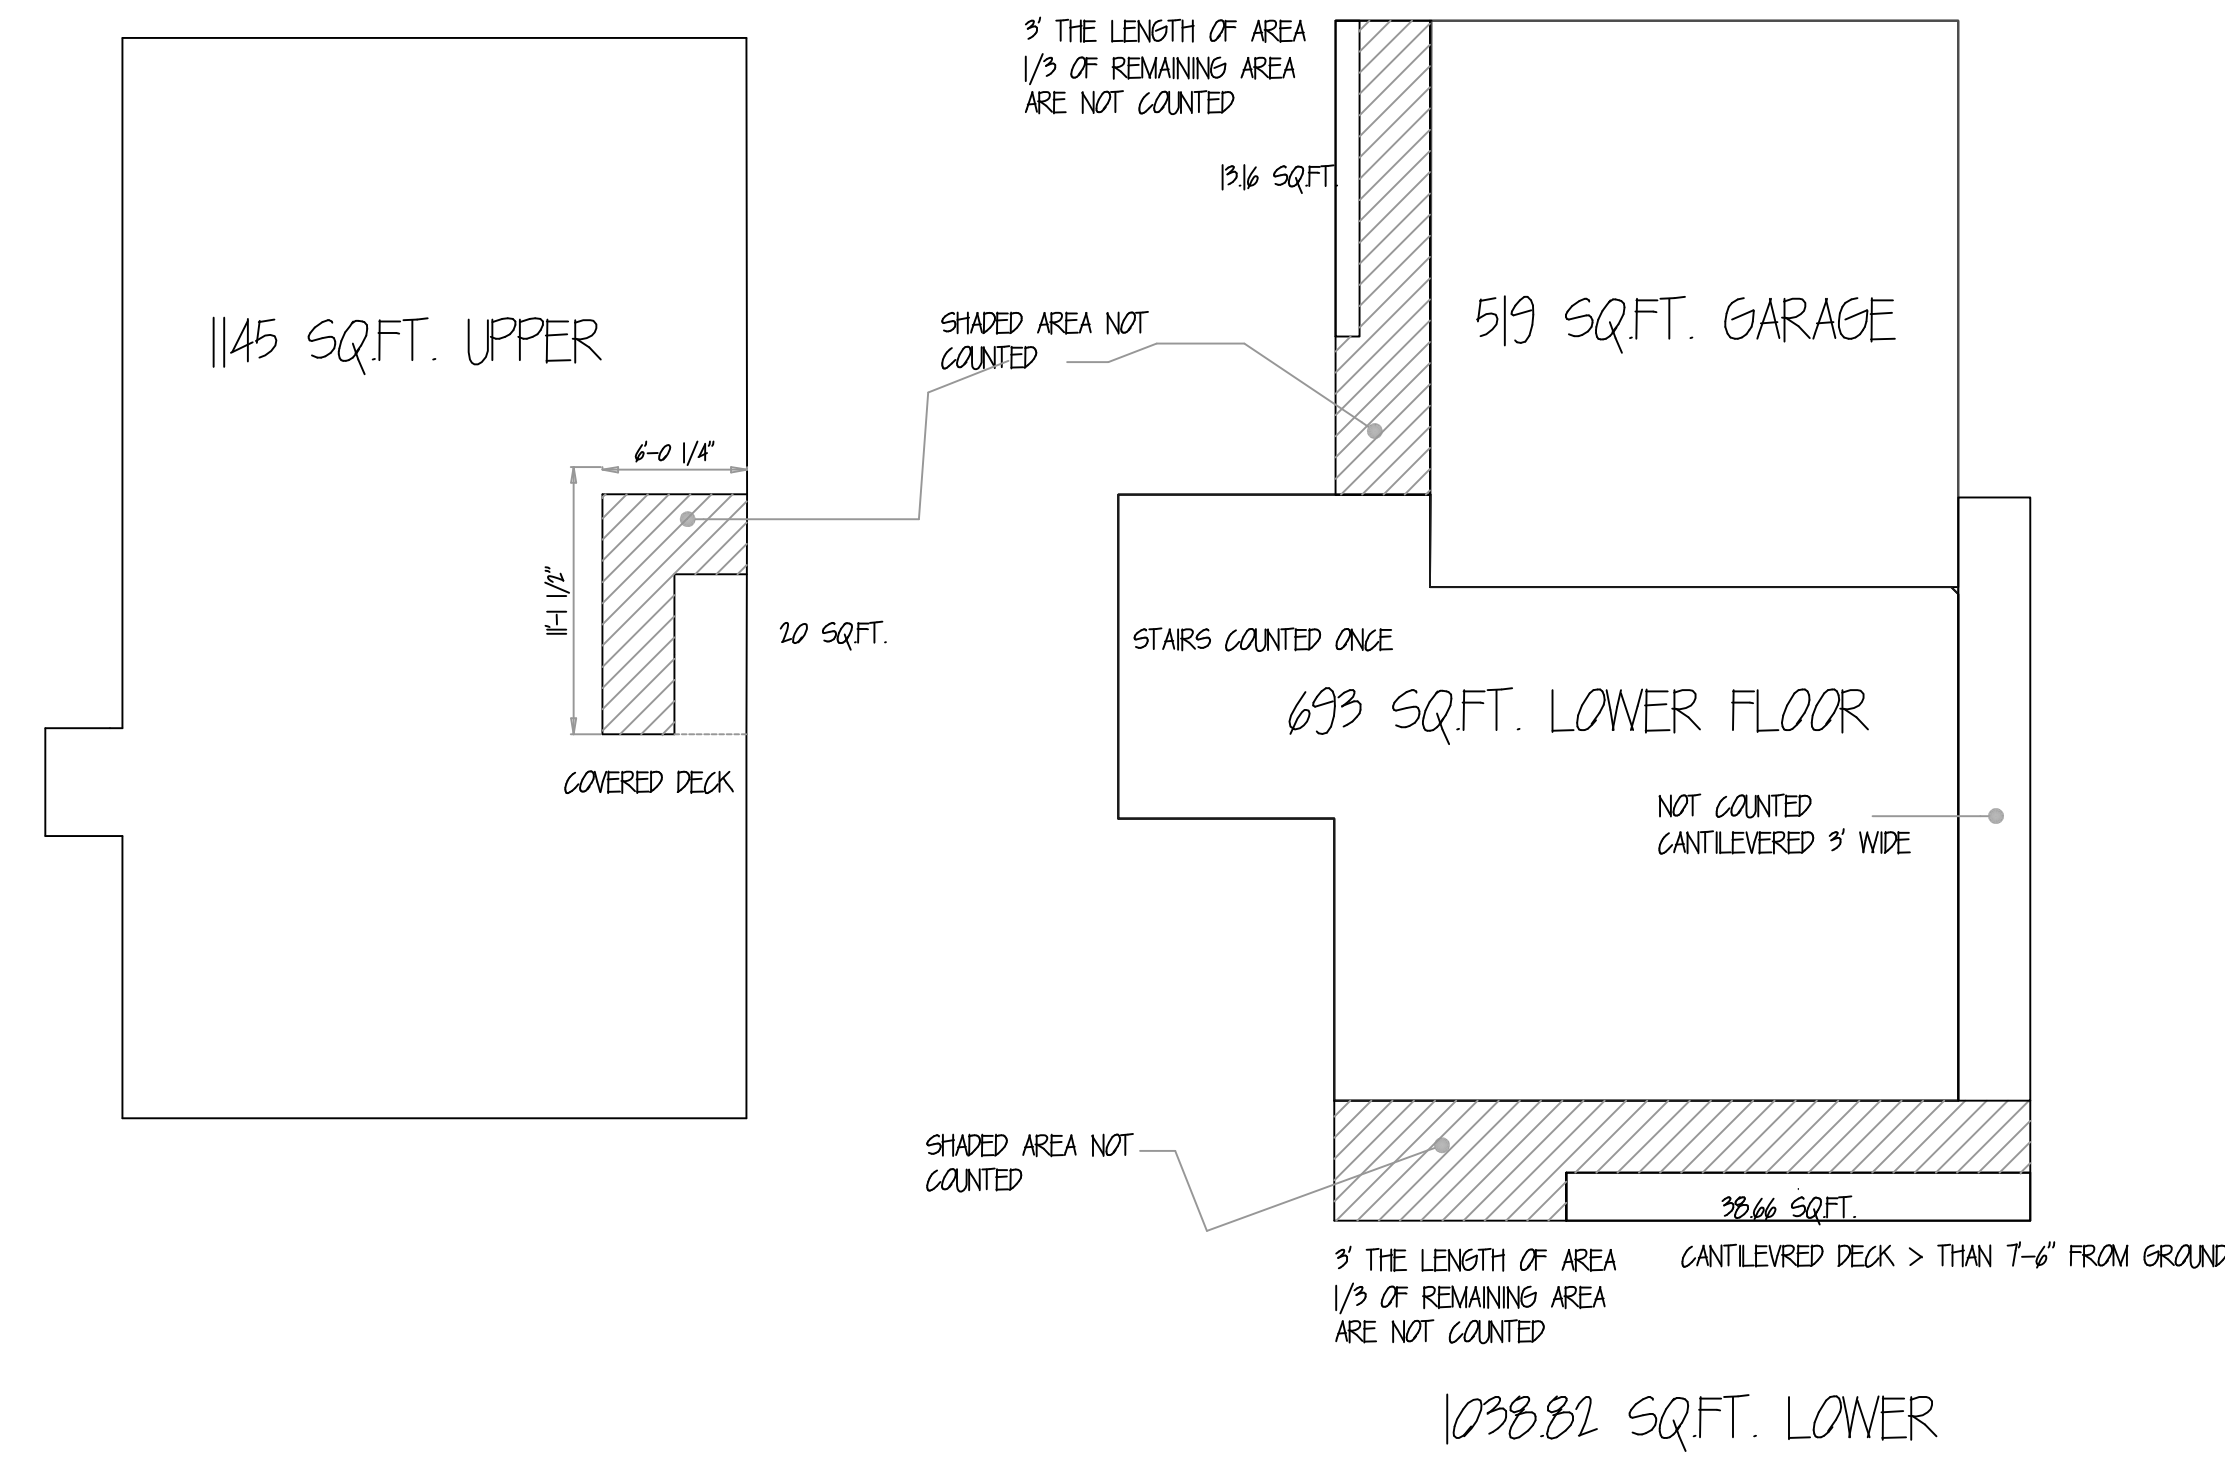 3' THE LENGTH OF AREA
1/3 OF REMAINING AREA
ARE NOT COUNTED
13.16 SQ.FT.
1145 SQ.FT. UPPER
SHADED AREA NOT
COUNTED
519 SQ.FT. GARAGE
6'-0 1/4"
11'-1 1/2"
20 SQ.FT.
COVERED DECK
STAIRS COUNTED ONCE
693 SQ.FT. LOWER FLOOR
NOT COUNTED
CANTILEVERED 3' WIDE
SHADED AREA NOT
COUNTED
38.66 SQ.FT.
3' THE LENGTH OF AREA
1/3 OF REMAINING AREA
ARE NOT COUNTED
CANTILEVRED DECK > THAN 7'-6" FROM GROUND
1038.82 SQ.FT. LOWER